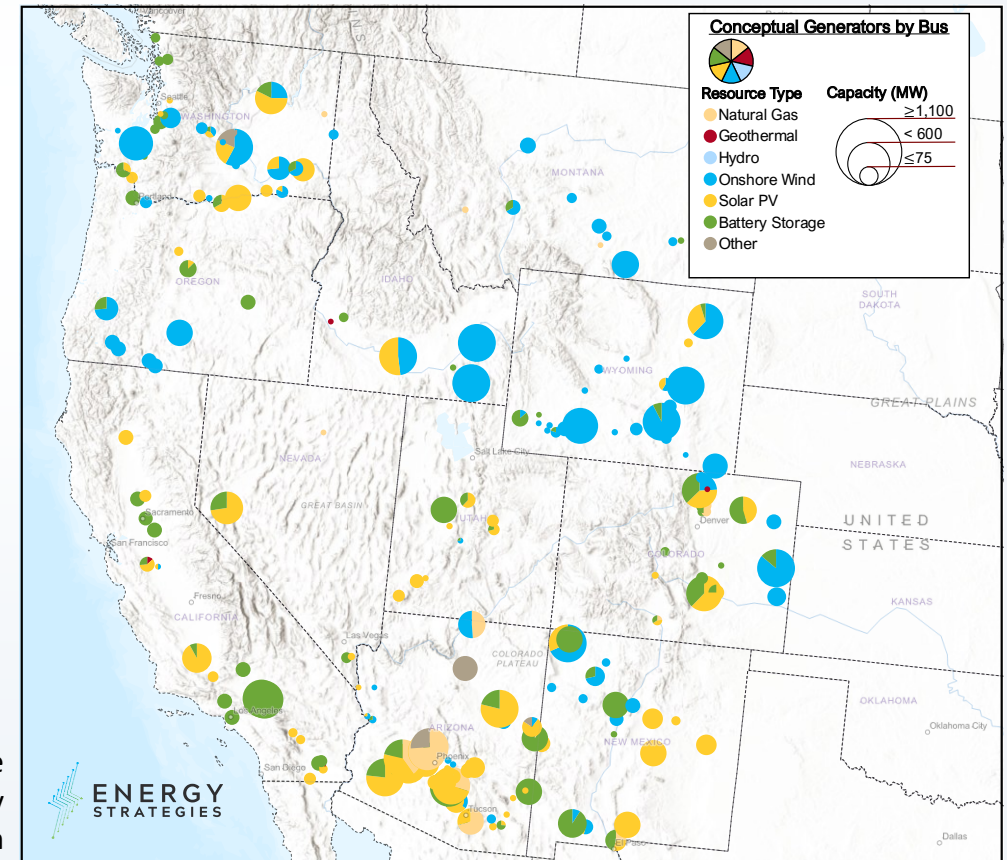 Vancouver
Conceptual Generators by Bus
Resource Type
Capacity (MW)
Natural Gas
Geothermal
Hydro
Onshore Wind
Solar PV
Battery Storage
Other
≥1,100
< 600
≤75
Seattle
WASHINGTON
MONTANA
Portland
OREGON
IDAHO
SOUTH
DAKOTA
WYOMING
GREAT PLAINS
Salt Lake City
NEVADA
NEBRASKA
GREAT BASIN
Sacramento
UTAH
Denver
UNITED
STATES
San Francisco
COLORADO
Fresno
CALIFORNIA
KANSAS
Las Vegas
COLORADO
PLATEAU
Los Angeles
OKLAHOMA
ARIZONA
Oklahoma City
NEW MEXICO
Phoenix
San Diego
Tucson
El Paso
Dallas
ENERGY
STRATEGIES